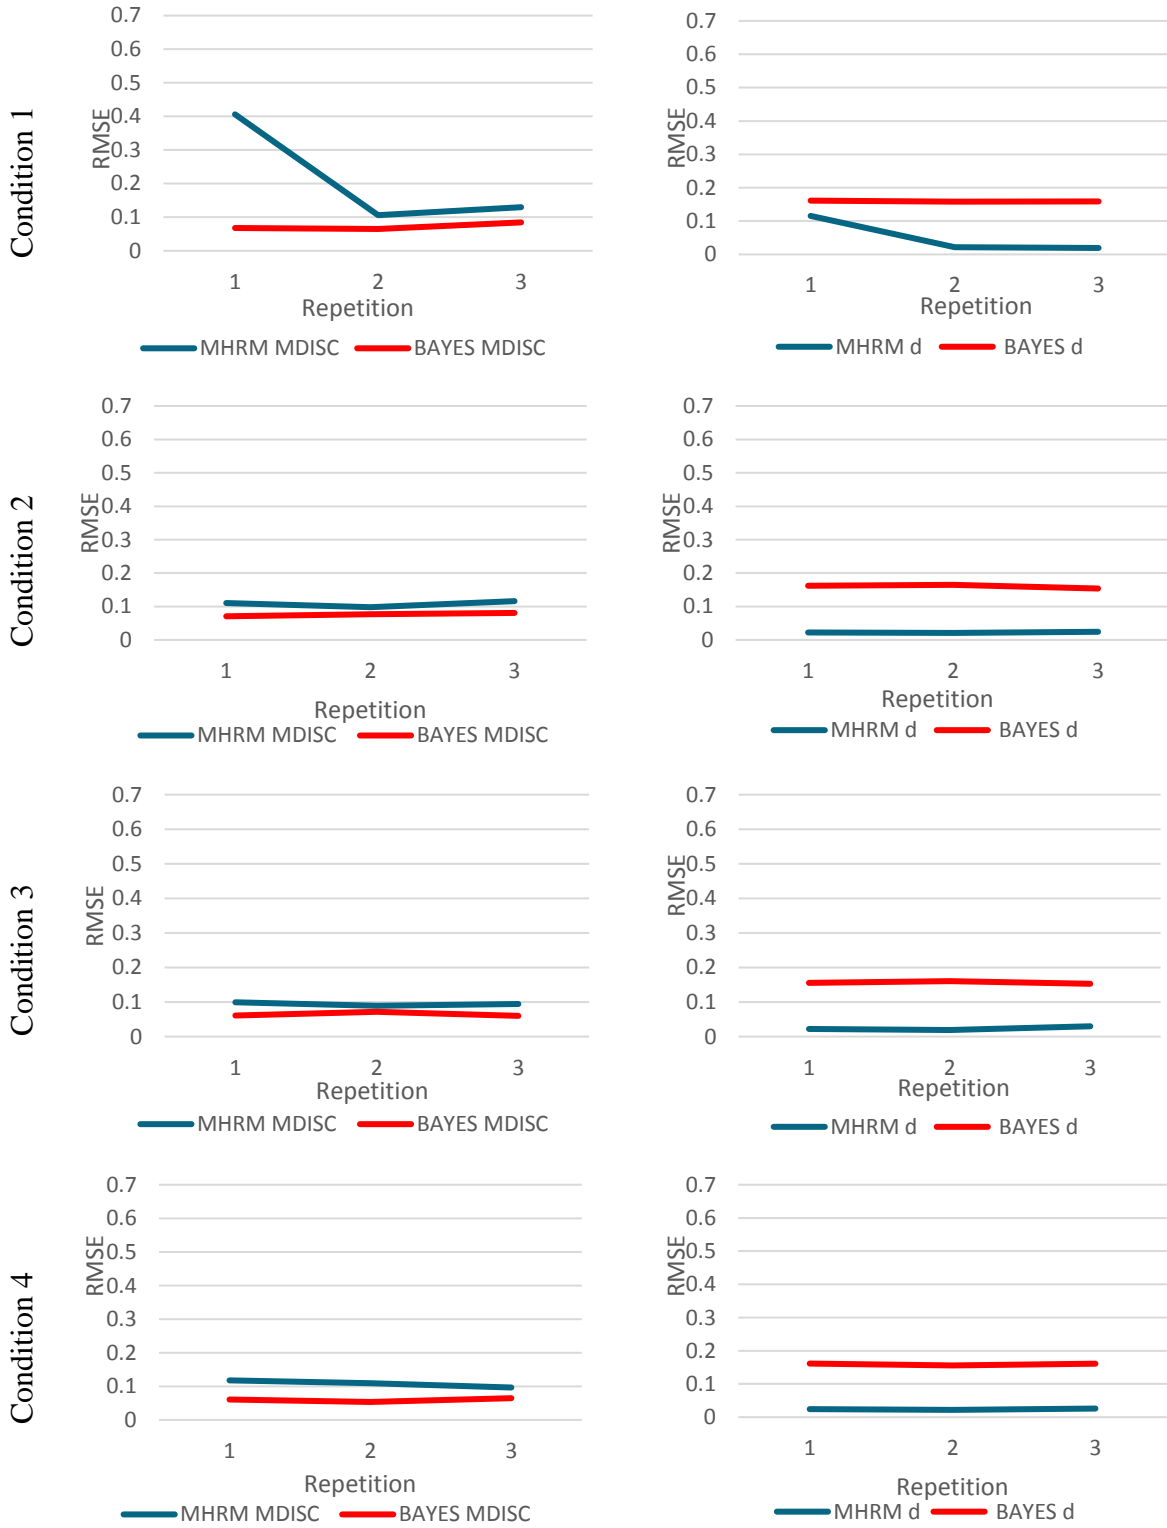 Condition 1
0.7
0.6
0.5
0.4
0.3
0.2
0.1
0
RMSE
1 2 3
Repetition
MHRM MDISC BAYES MDISC
0.7
0.6
0.5
0.4
0.3
0.2
0.1
0
RMSE
1 2 3
Repetition
MHRM d BAYES d
Condition 2
0.7
0.6
0.5
0.4
0.3
0.2
0.1
0
RMSE
1 2 3
Repetition
MHRM MDISC BAYES MDISC
0.7
0.6
0.5
0.4
0.3
0.2
0.1
0
RMSE
1 2 3
Repetition
MHRM d BAYES d
Condition 3
0.7
0.6
0.5
0.4
0.3
0.2
0.1
0
RMSE
1 2 3
Repetition
MHRM MDISC BAYES MDISC
0.7
0.6
0.5
0.4
0.3
0.2
0.1
0
RMSE
1 2 3
Repetition
MHRM d BAYES d
Condition 4
0.7
0.6
0.5
0.4
0.3
0.2
0.1
0
RMSE
1 2 3
Repetition
MHRM MDISC BAYES MDISC
0.7
0.6
0.5
0.4
0.3
0.2
0.1
0
RMSE
1 2 3
Repetition
MHRM d BAYES d